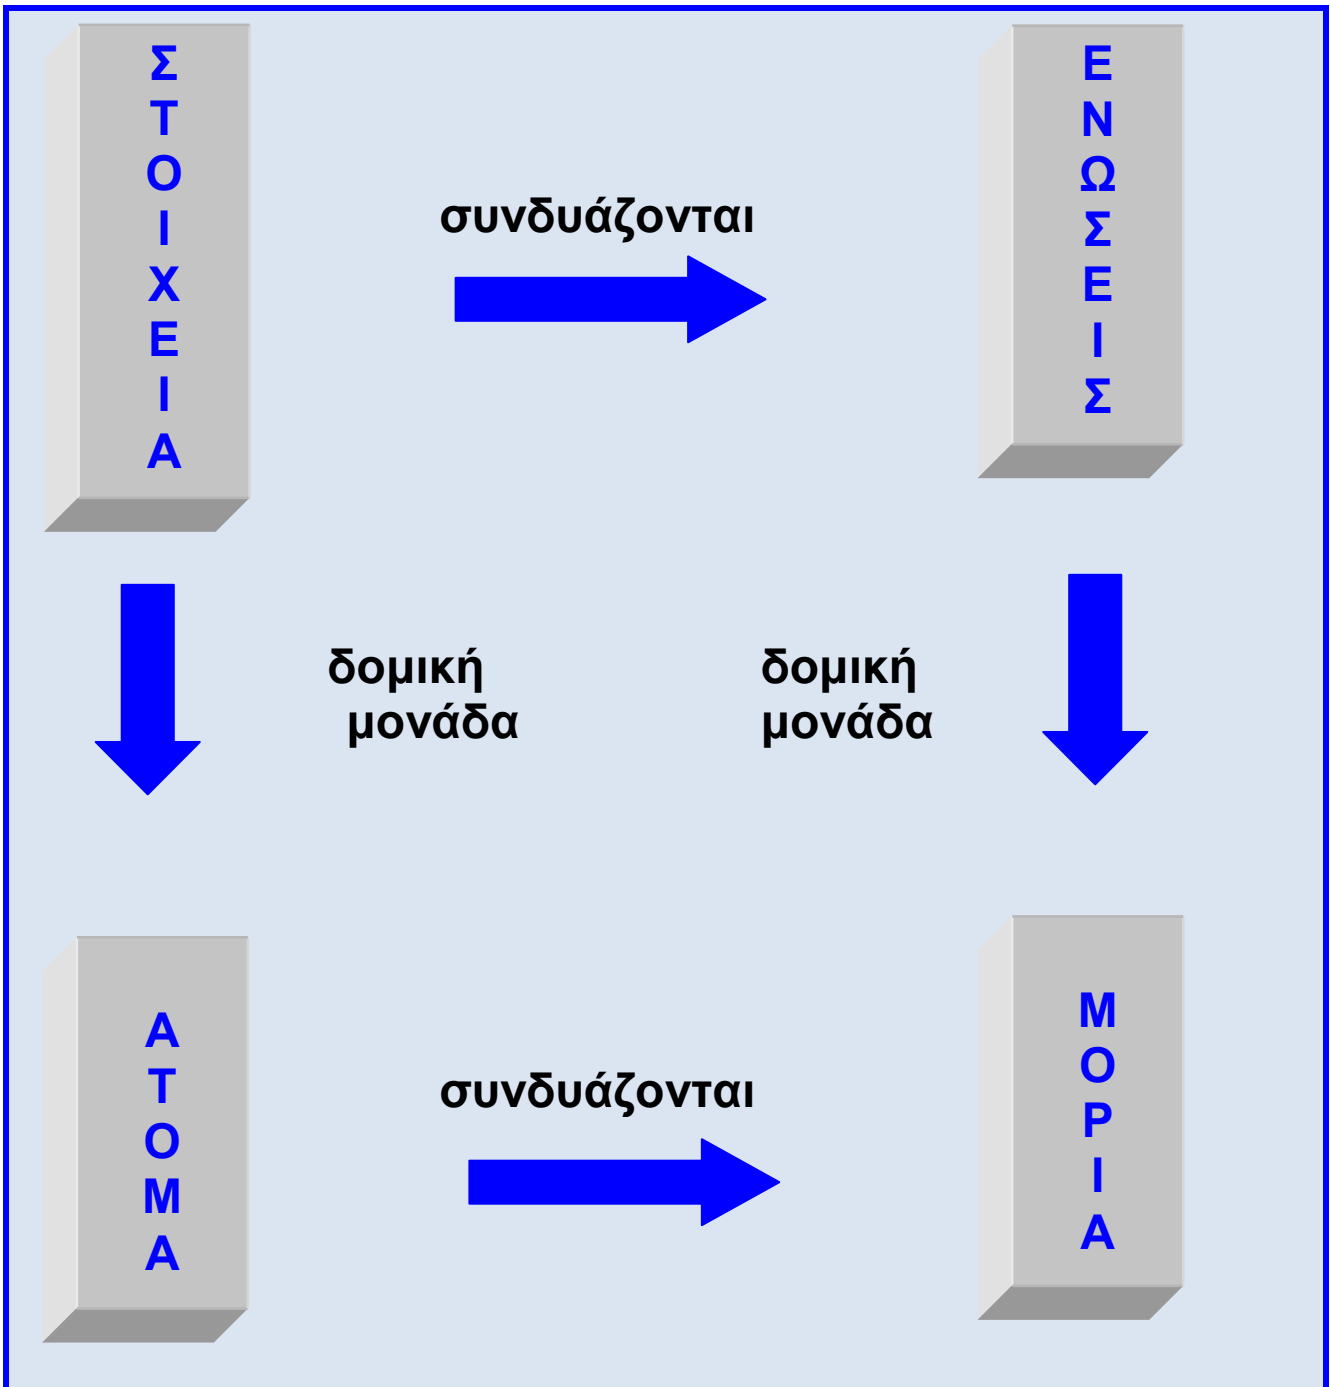 ΣΤΟΙΧΕΙΑ
συνδυάζονται
ΕΝΩΣΕΙΣ
δομική
μονάδα
δομική
μονάδα
ΑΤΟΜΑ
συνδυάζονται
ΜΟΡΙΑ